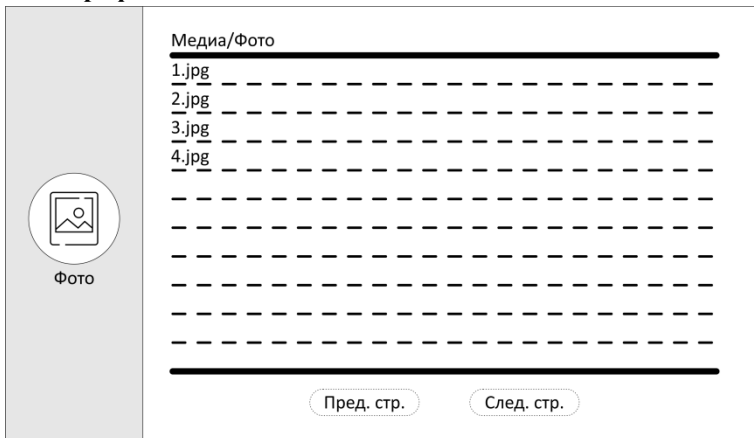 Медиа/Фото
1.jpg
2.jpg
3.jpg
4.jpg
Фото
Пред. стр.
След. стр.